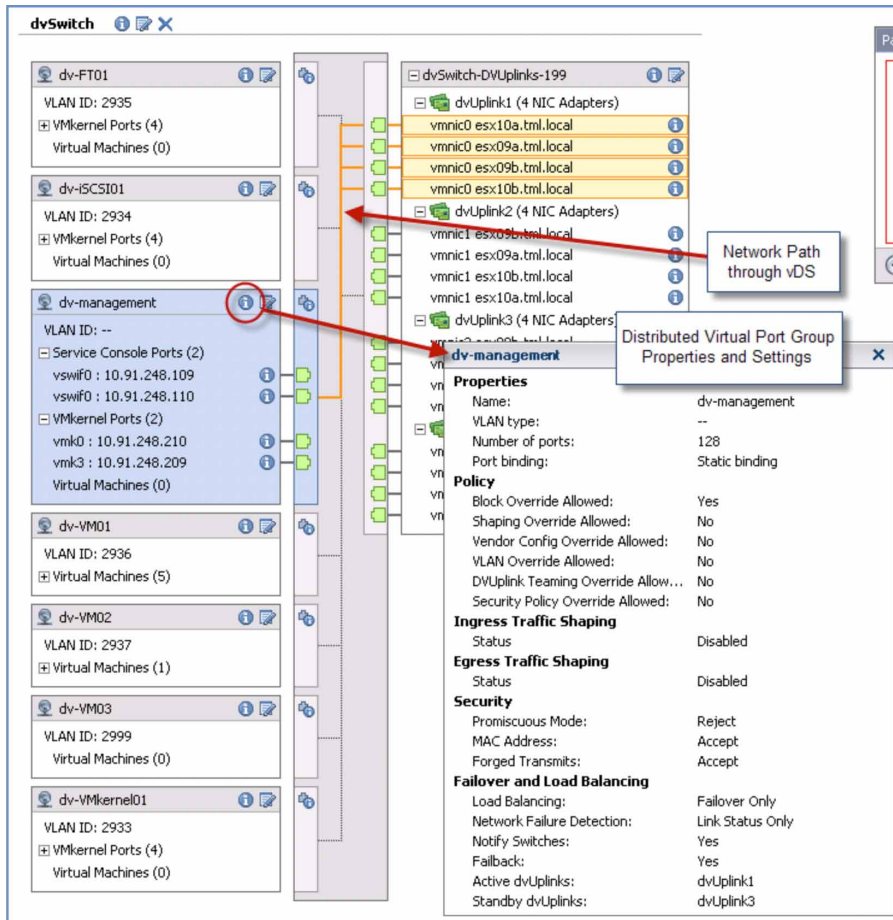 dvSwitch
Pa
dv-FT01
VLAN ID: 2935
VMkernel Ports (4)
Virtual Machines (0)
dv-iSCSI01
VLAN ID: 2934
VMkernel Ports (4)
Virtual Machines (0)
dv-management
VLAN ID: --
Service Console Ports (2)
vswif0 : 10.91.248.109
vswif0 : 10.91.248.110
VMkernel Ports (2)
vmk0 : 10.91.248.210
vmk3 : 10.91.248.209
Virtual Machines (0)
dv-VM01
VLAN ID: 2936
Virtual Machines (5)
dv-VM02
VLAN ID: 2937
Virtual Machines (1)
dv-VM03
VLAN ID: 2999
Virtual Machines (0)
dv-VMkernel01
VLAN ID: 2933
VMkernel Ports (4)
Virtual Machines (0)
dvSwitch-DVUplinks-199
dvUplink1 (4 NIC Adapters)
vmnic0 esx10a.tml.local
vmnic0 esx09a.tml.local
vmnic0 esx09b.tml.local
vmnic0 esx10b.tml.local
dvUplink2 (4 NIC Adapters)
vmnic1 esx09b.tml.local
vmnic1 esx09a.tml.local
vmnic1 esx10b.tml.local
vmnic1 esx10a.tml.local
dvUplink3 (4 NIC Adapters)
vn
vn
vn
vn
vn
vn
vn
Network Path
through vDS
Distributed Virtual Port Group
Properties and Settings
dv-management
Properties
Name: dv-management
VLAN type: --
Number of ports: 128
Port binding: Static binding
Policy
Block Override Allowed: Yes
Shaping Override Allowed: No
Vendor Config Override Allowed: No
VLAN Override Allowed: No
DVUplink Teaming Override Allow... No
Security Policy Override Allowed: No
Ingress Traffic Shaping
Status Disabled
Egress Traffic Shaping
Status Disabled
Security
Promiscuous Mode: Reject
MAC Address: Accept
Forged Transmits: Accept
Failover and Load Balancing
Load Balancing: Failover Only
Network Failure Detection: Link Status Only
Notify Switches: Yes
Failback: Yes
Active dvUplinks: dvUplink1
Standby dvUplinks: dvUplink3